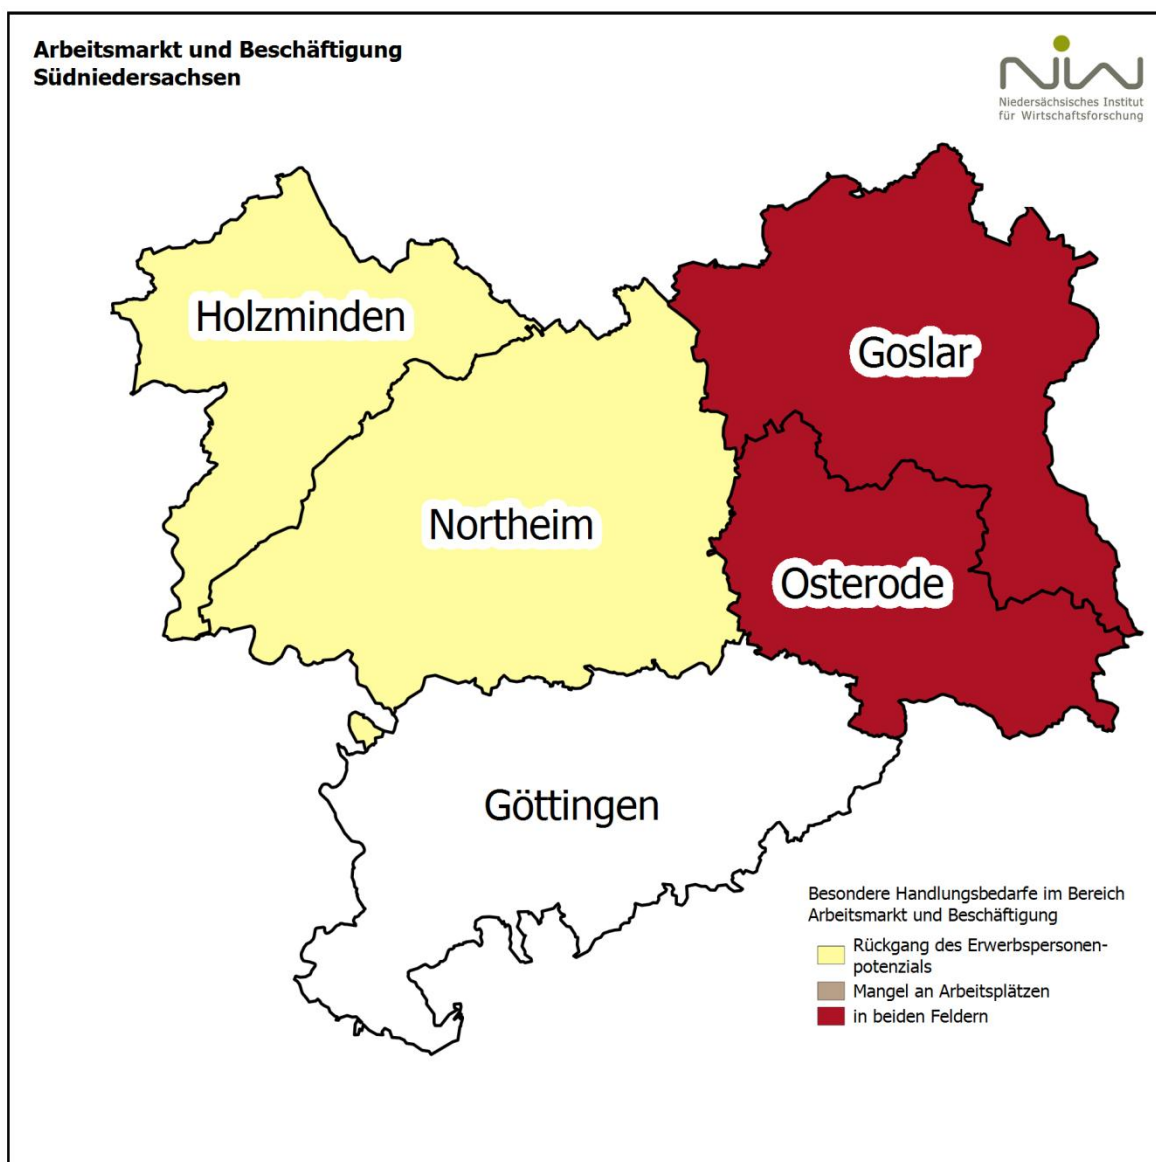 Arbeitsmarkt und Beschäftigung
Südniedersachsen
NIW
Niedersächsisches Institut
für Wirtschaftsforschung
Holzminden
Goslar
Northeim
Osterode
Göttingen
Besondere Handlungsbedarfe im Bereich
Arbeitsmarkt und Beschäftigung
Rückgang des Erwerbspersonen-
potenzials
Mangel an Arbeitsplätzen
in beiden Feldern